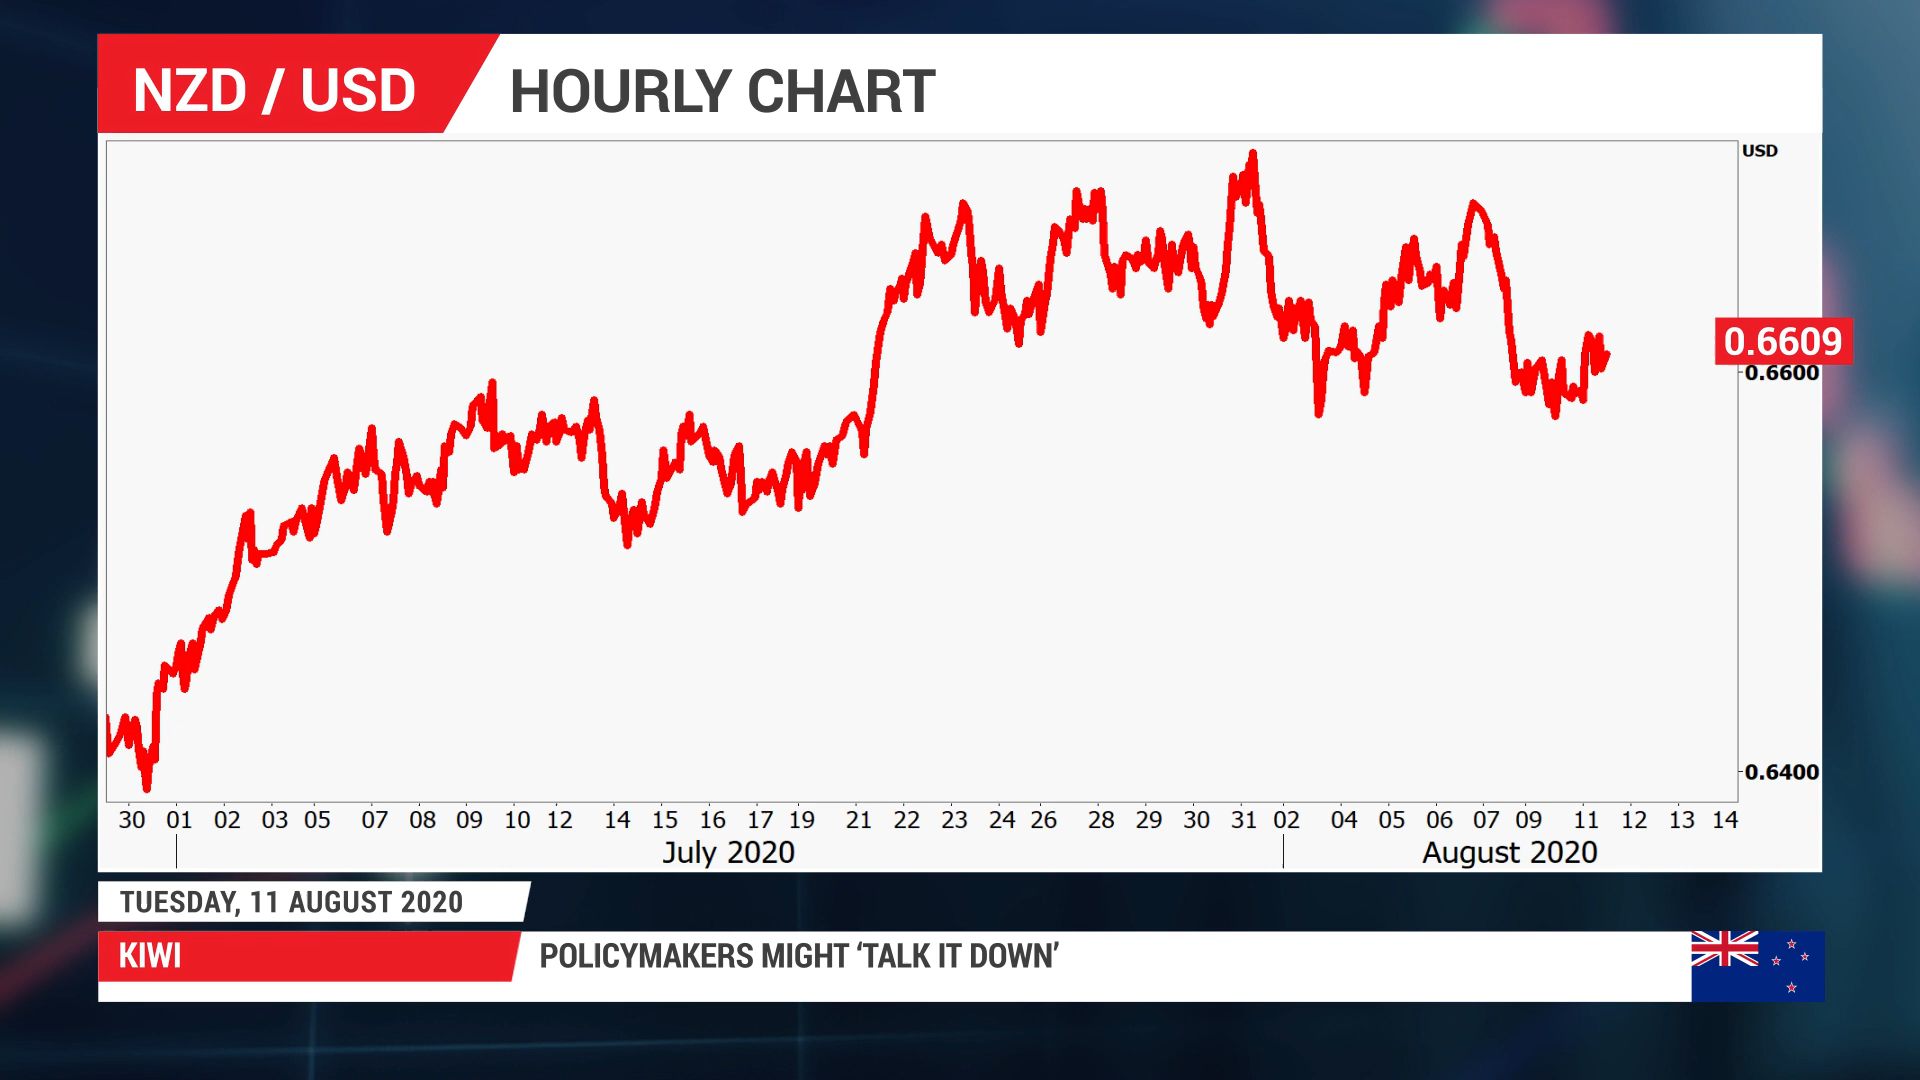 NZD / USD HOURLY CHART
USD
0.6609
0.6600
0.6400
30 01 02 03 05 07 08 09 10 12 14 15 16 17 19 21 22 23 24 26 28 29 30 31 02 04 05 06 07 09 11 12 13 14
July 2020 August 2020
TUESDAY, 11 AUGUST 2020
KIWI POLICYMAKERS MIGHT ‘TALK IT DOWN’